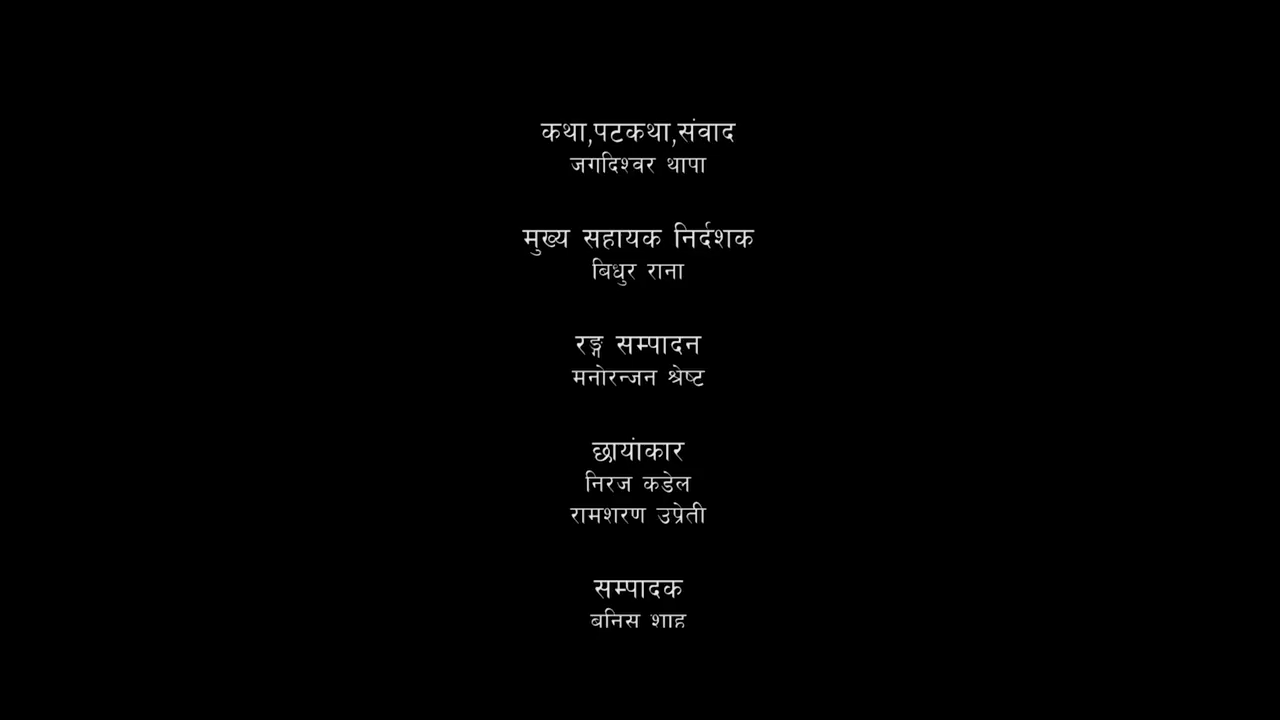 कथा,पटकथा,संवाद
जगदिश्वर थापा
मुख्य सहायक निर्दशक
बिधुर राना
रङ्ग सम्पादन
मनोरन्जन श्रेष्ट
छायांकार
निरज कडेल
रामशरण उप्रेती
सम्पादक
बनिस शाह